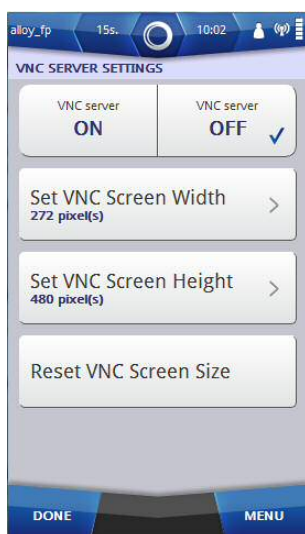 alloy_fp 15s. 10:02
VNC SERVER SETTINGS
VNC server
ON
VNC server
OFF
Set VNC Screen Width
272 pixel(s)
Set VNC Screen Height
480 pixel(s)
Reset VNC Screen Size
DONE MENU